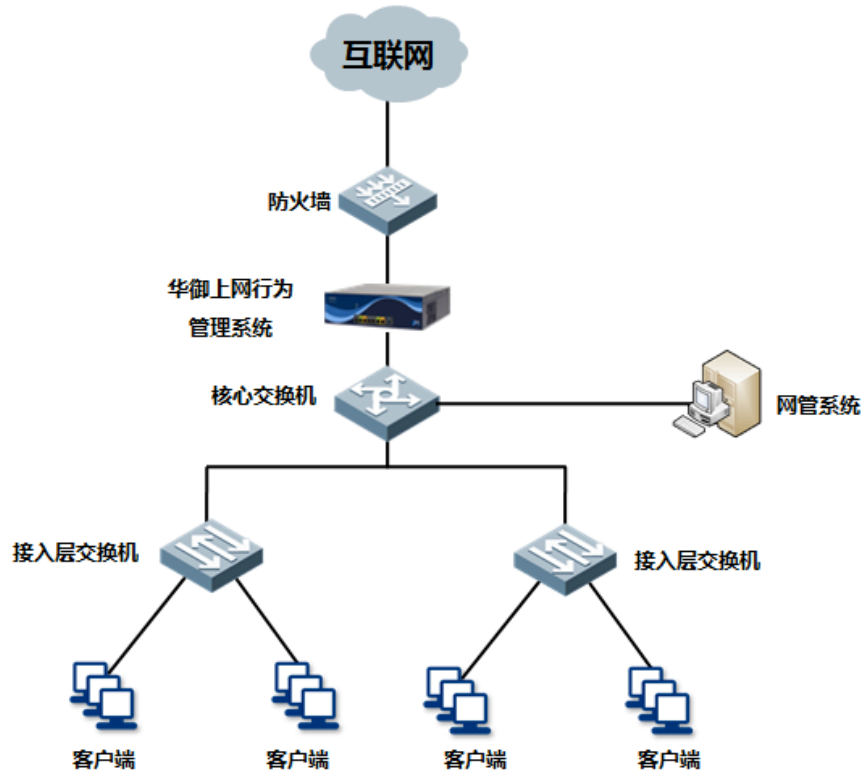 互联网
防火墙
华御上网行为
管理系统
核心交换机
网管系统
接入层交换机
接入层交换机
客户端
客户端
客户端
客户端